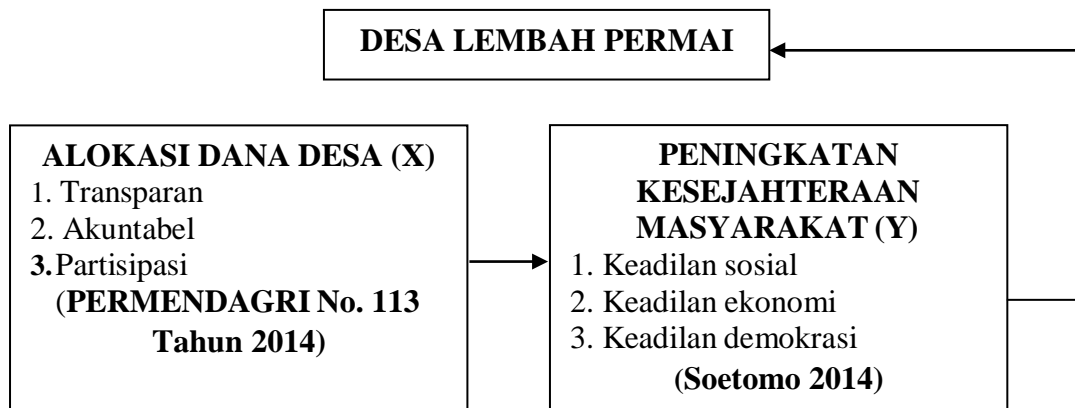 DESA LEMBAH PERMAI
ALOKASI DANA DESA (X)
1. Transparan
2. Akuntabel
3. Partisipasi
(PERMENDAGRI No. 113
Tahun 2014)
PENINGKATAN
KESEJAHTERAAN
MASYARAKAT (Y)
1. Keadilan sosial
2. Keadilan ekonomi
3. Keadilan demokrasi
(Soetomo 2014)